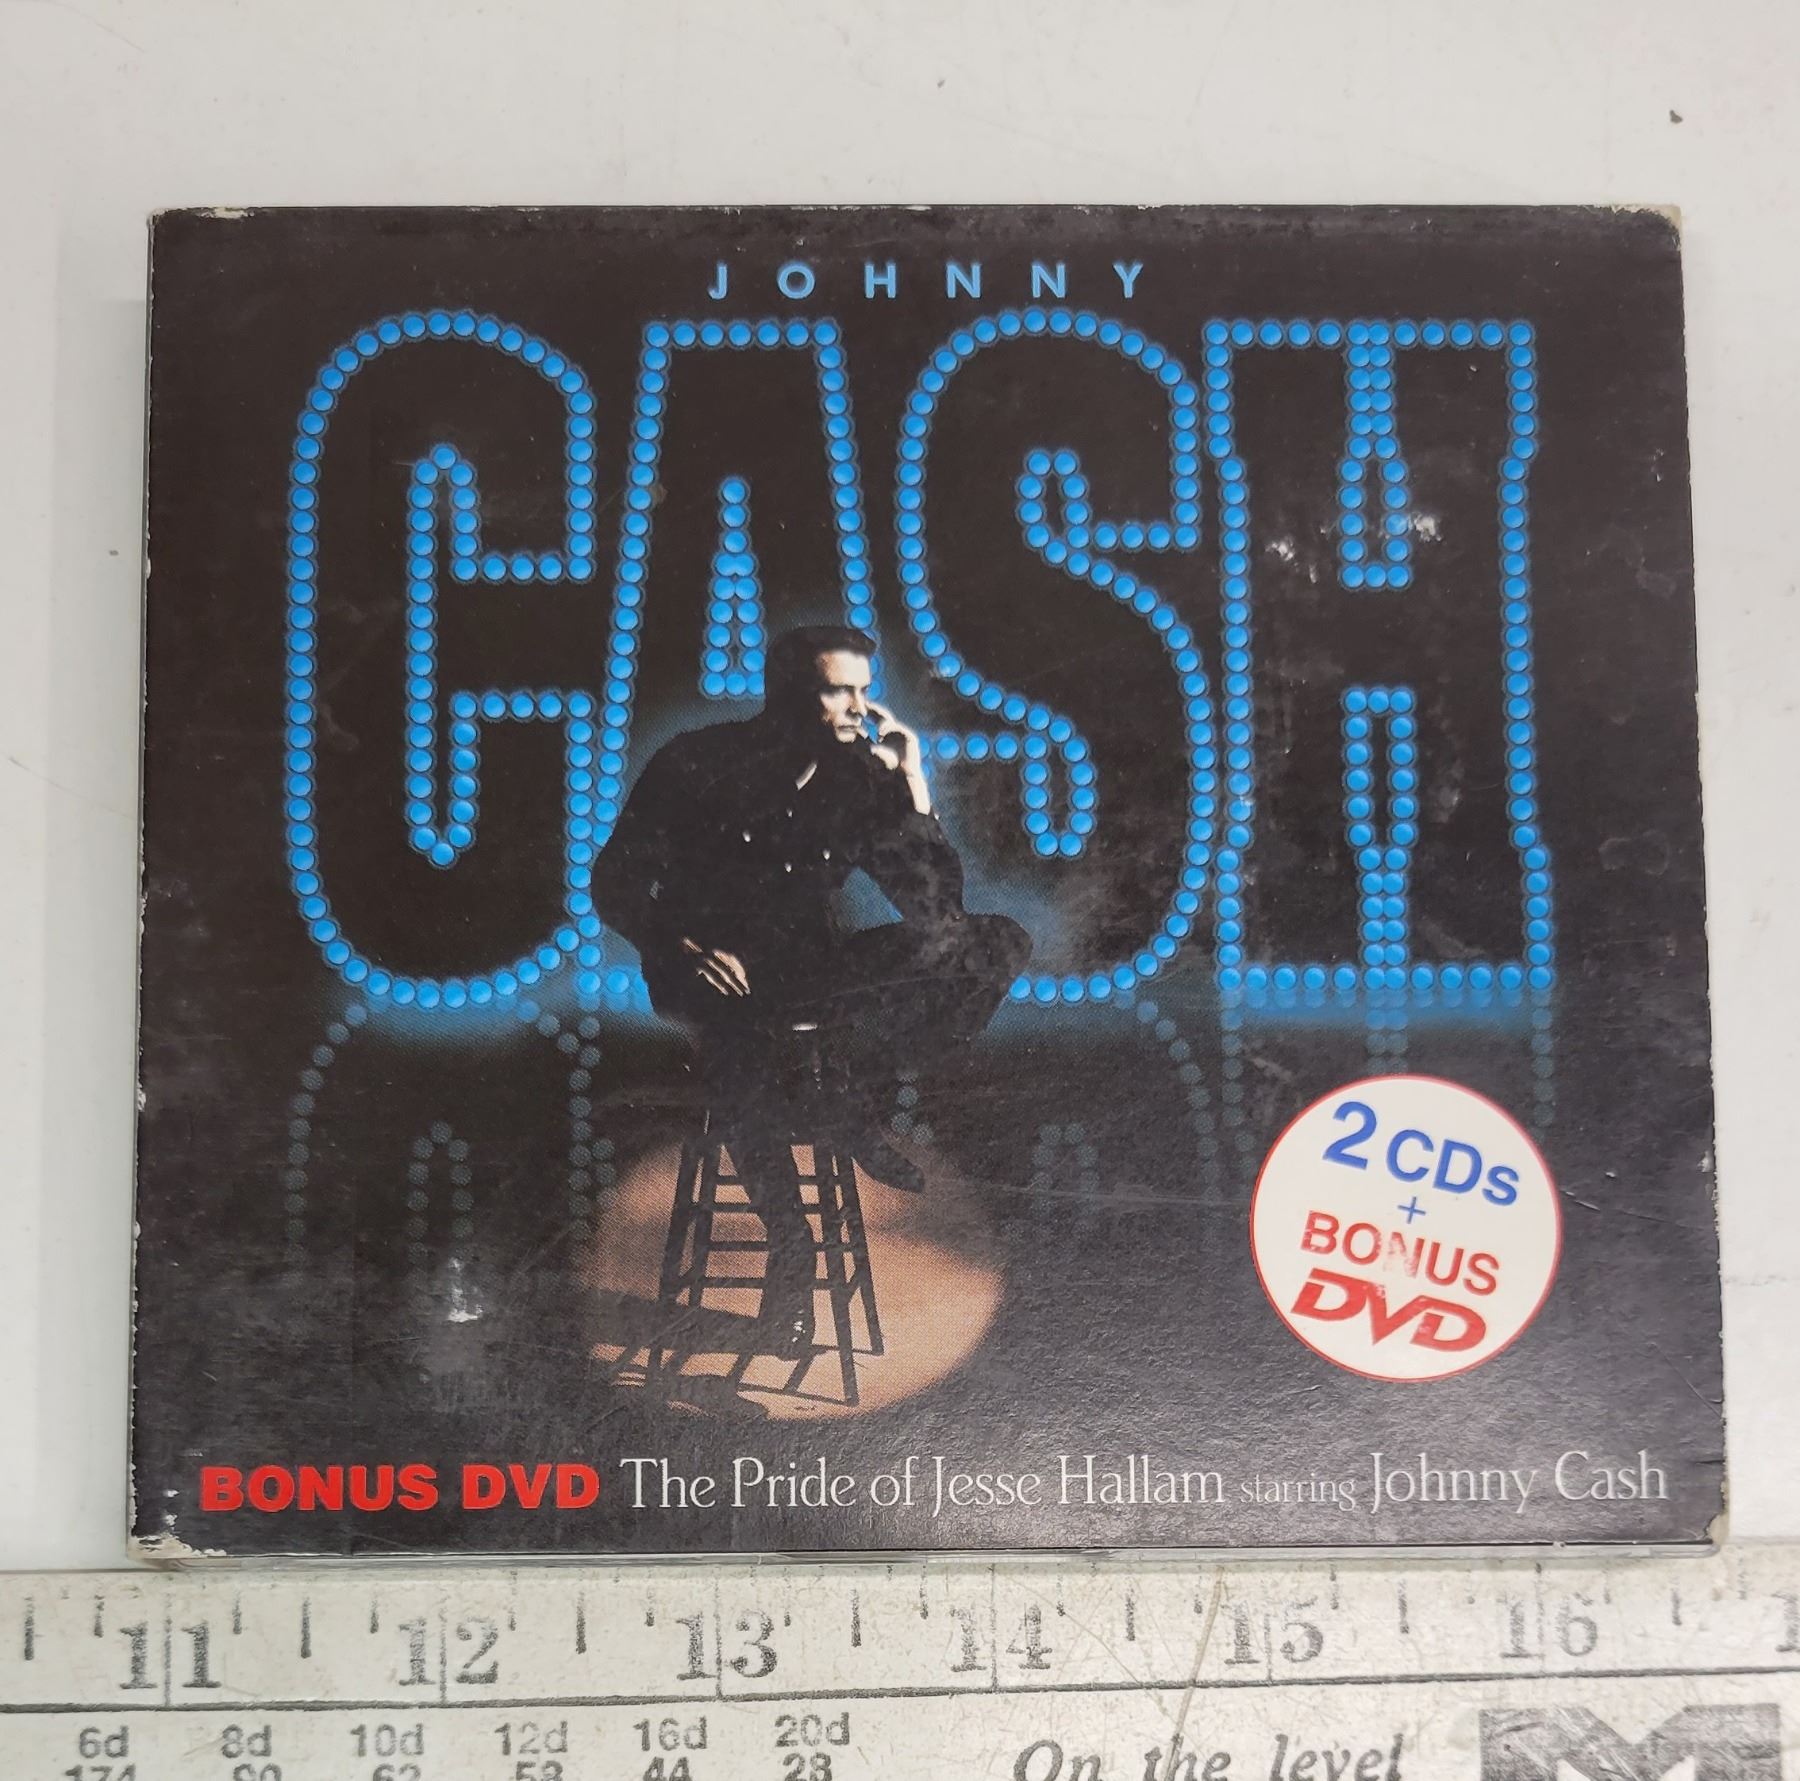 JOHNNY
CASH
2 CDs
+
BONUS
DVD
BONUS DVD The Pride of Jesse Hallam starring Johnny Cash
11 12 13 14 15 16
6d 8d 10d 12d 16d 20d
On the level